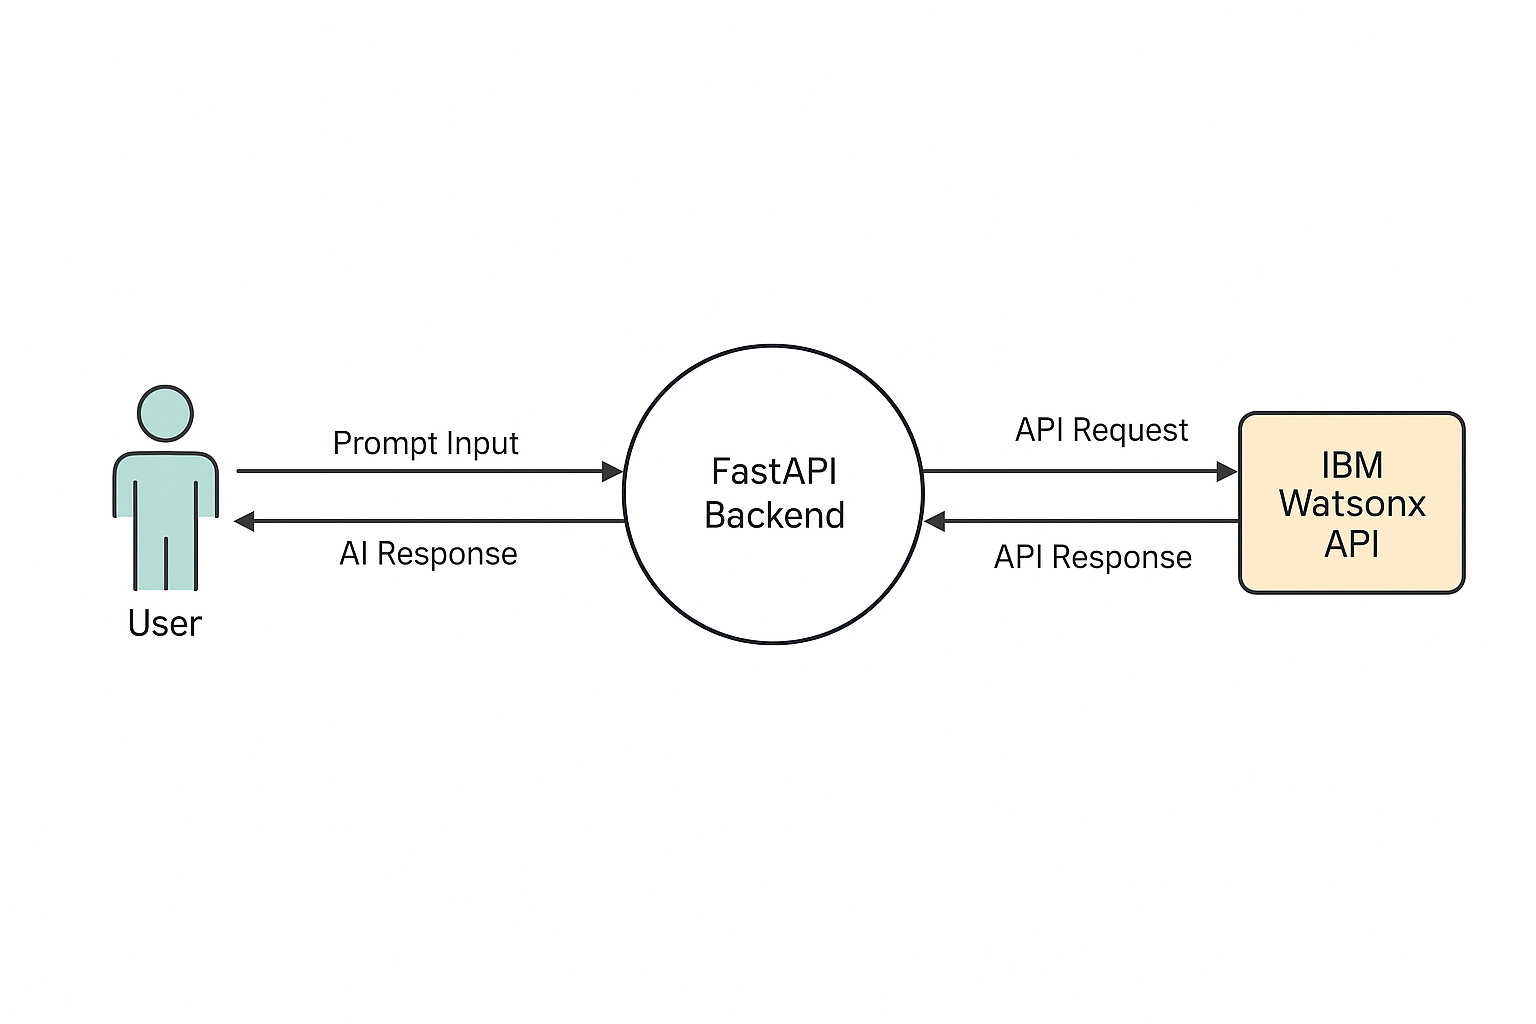 Prompt Input
AI Response
User
FastAPI
Backend
API Request
API Response
IBM
Watsonx
API